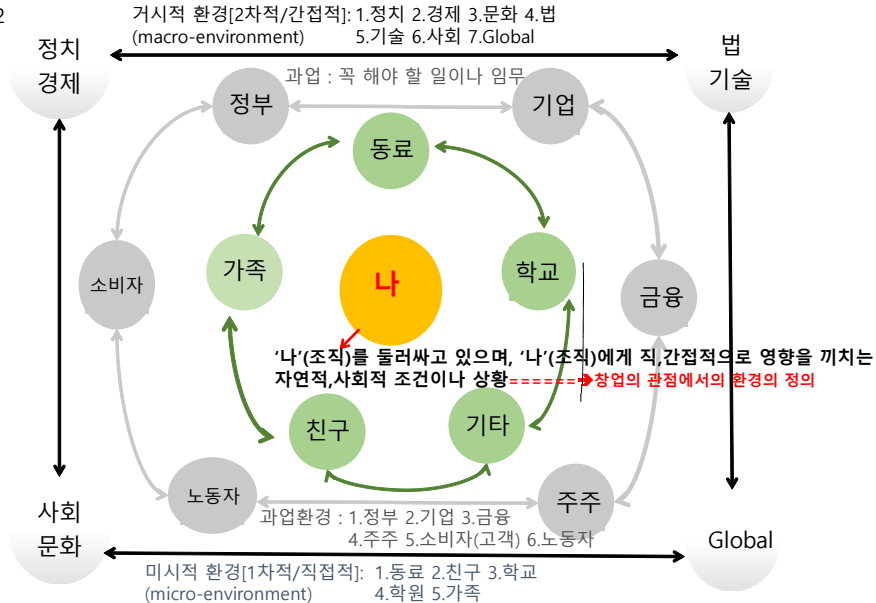 2
거시적 환경[2차적/간접적]: 1.정치 2.경제 3.문화 4.법
(macro-environment) 5.기술 6.사회 7.Global
정치
경제
법
기술
과업 : 꼭 해야 할 일이나 임무
정부
기업
동료
소비자
가족
나
학교
금융
‘나’(조직)를 둘러싸고 있으며, ‘나’(조직)에게 직,간접적으로 영향을 끼치는
자연적,사회적 조건이나 상황=======➔창업의 관점에서의 환경의 정의
친구
기타
노동자
주주
과업환경 : 1.정부 2.기업 3.금융
4.주주 5.소비자(고객) 6.노동자
사회
문화
Global
미시적 환경[1차적/직접적]: 1.동료 2.친구 3.학교
(micro-environment) 4.학원 5.가족